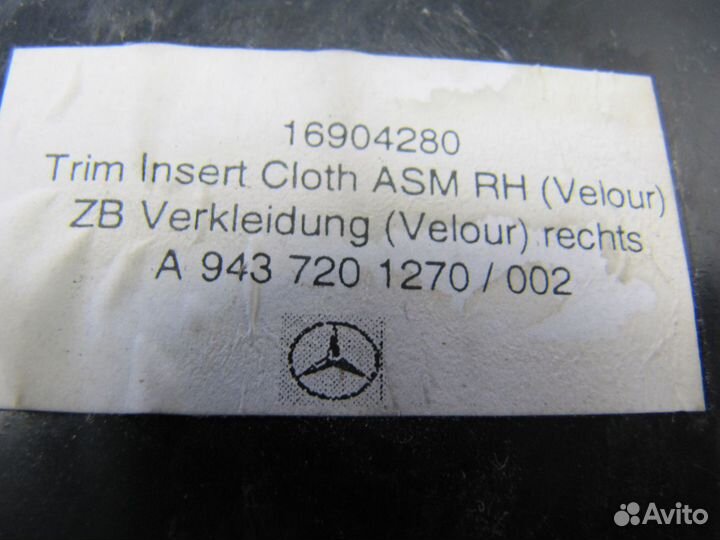 16904280
Trim Insert Cloth ASM RH (Velour)
ZB Verkleidung (Velour) rechts
A 943 720 1270 / 002
Avito